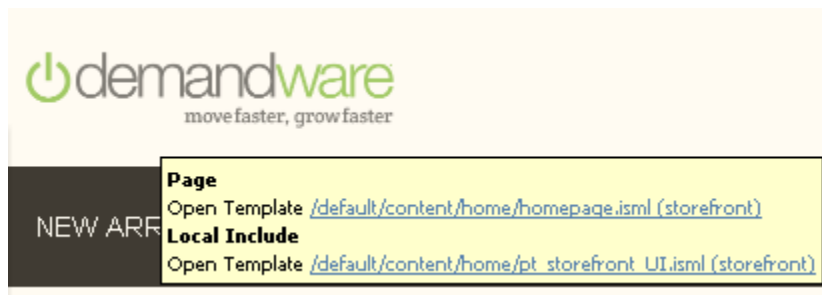 demandware
move faster, grow faster
NEW ARR
Page
Open Template /default/content/home/homepage.isml (storefront)
Local Include
Open Template /default/content/home/pt_storefront_UI.isml (storefront)